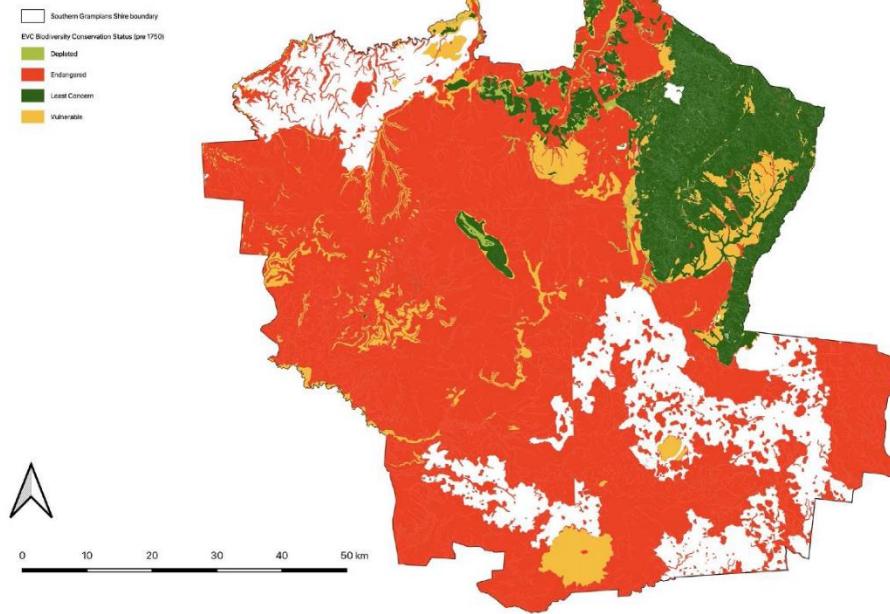 Southern Grampians Shire boundary
EVC Biodiversity Conservation Status (pre 1750)
Depleted
Endangered
Least Concern
Vulnerable
0 10 20 30 40 50 km